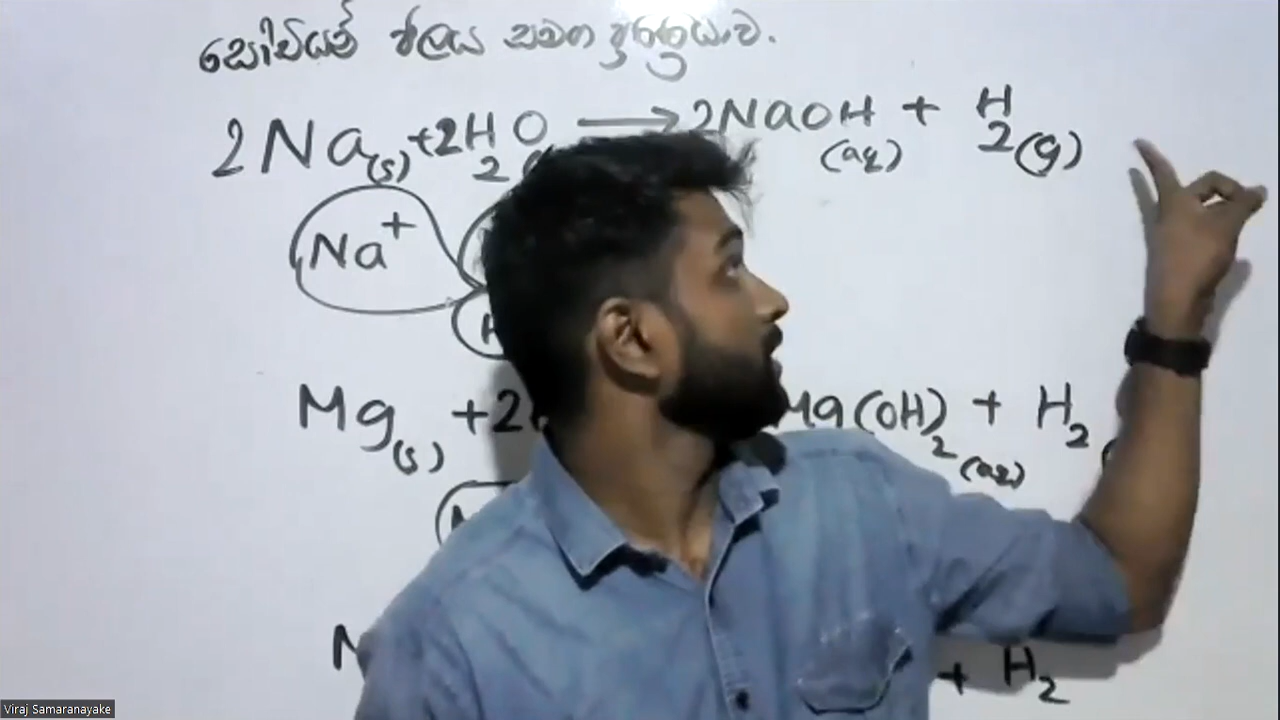 සෝඩියම් ජලය සමග ප්‍රතික්‍රියාව.
2Na(s) +2H2O → 2NaOH(aq) + H2(g)
Na+
Mg(s) +2 Mg(OH)2(aq) + H2
+ H2
Viraj Samaranayake